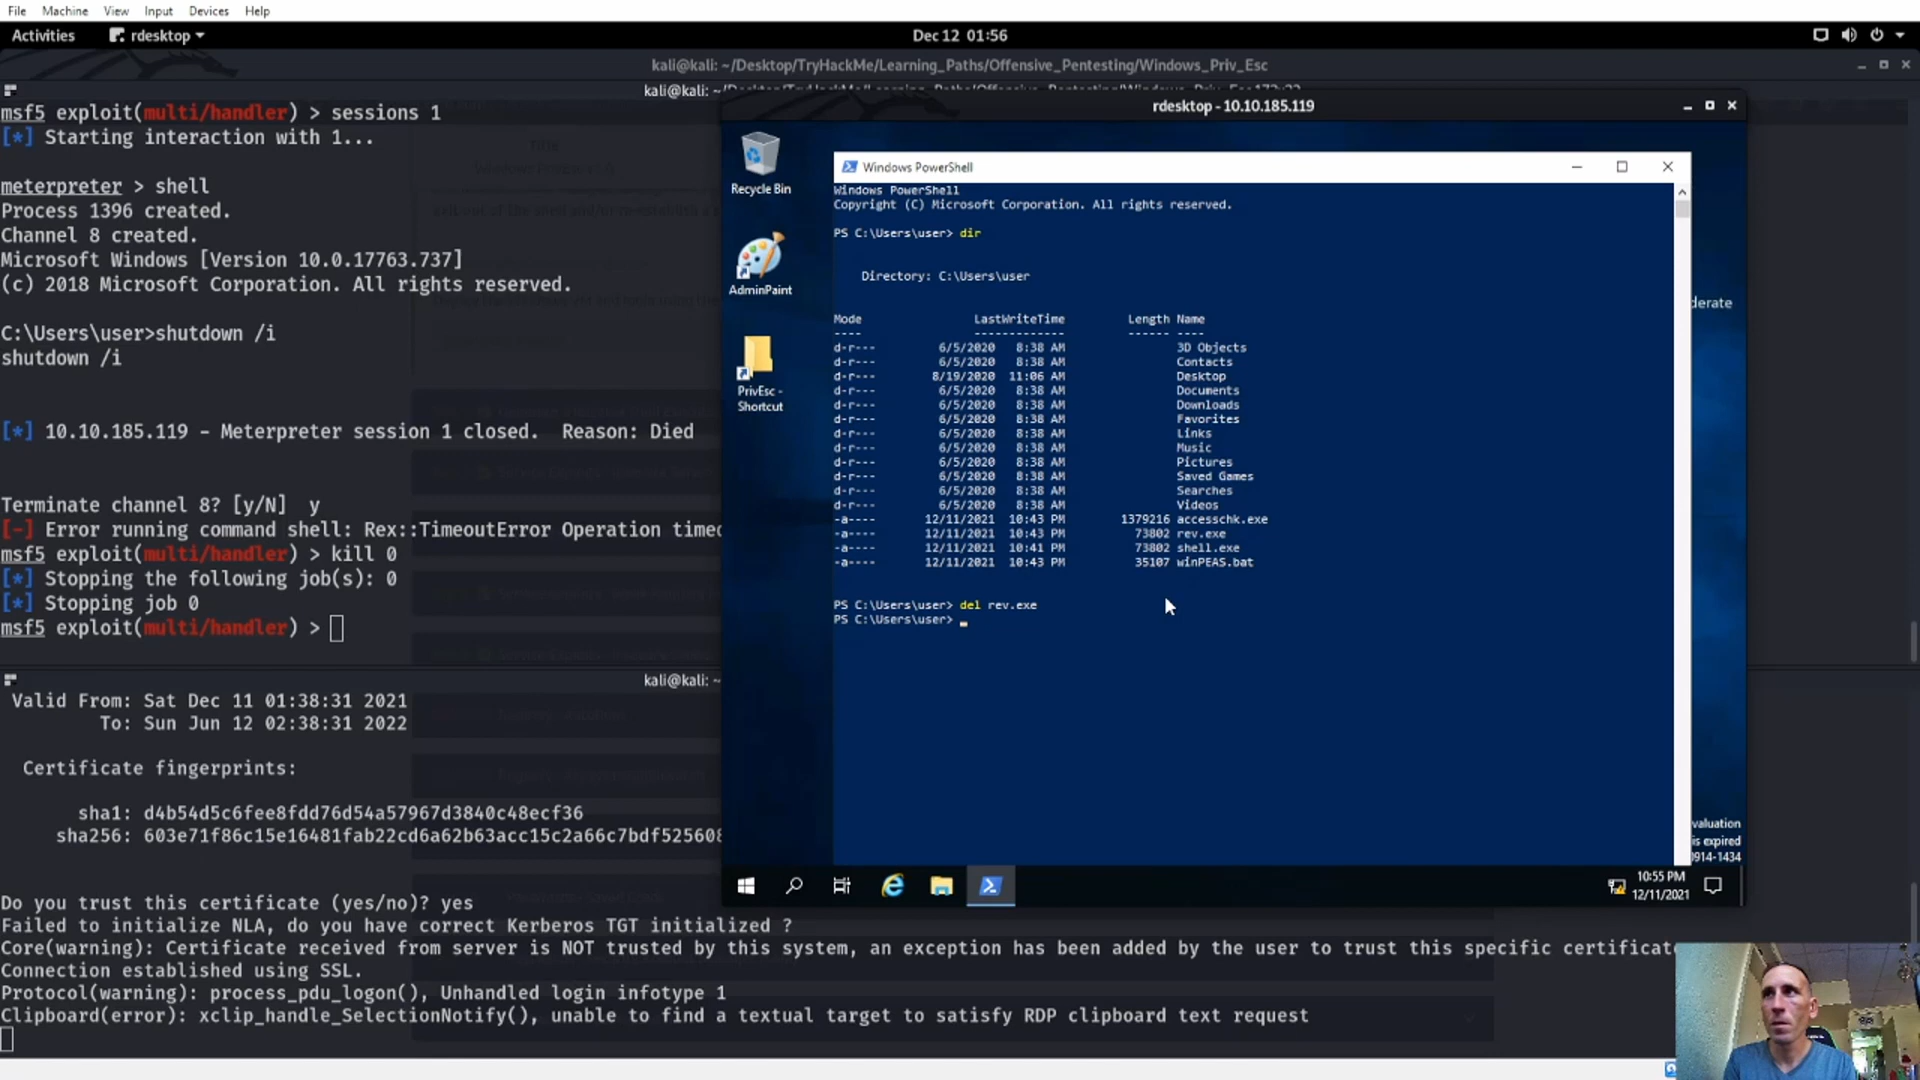 File Machine View Input Devices Help
Activities rdesktop Dec 12 01:56
kali@kali: ~/Desktop/TryHackMe/Learning_Paths/Offensive_Pentesting/Windows_Priv_Esc
msf5 exploit(multi/handler) > sessions 1
[*] Starting interaction with 1...
meterpreter > shell
Process 1396 created.
Channel 8 created.
Microsoft Windows [Version 10.0.17763.737]
(c) 2018 Microsoft Corporation. All rights reserved.
C:\Users\user>shutdown /i
shutdown /i
[*] 10.10.185.119 - Meterpreter session 1 closed.  Reason: Died
Terminate channel 8? [y/N]  y
[-] Error running command shell: Rex::TimeoutError Operation timed
msf5 exploit(multi/handler) > kill 0
[*] Stopping the following job(s): 0
[*] Stopping job 0
msf5 exploit(multi/handler) >
kali@kali: ~
Valid From: Sat Dec 11 01:38:31 2021
To: Sun Jun 12 02:38:31 2022
Certificate fingerprints:
sha1: d4b54d5c6fee8fdd76d54a57967d3840c48ecf36
sha256: 603e71f86c15e16481fab22cd6a62b63acc15c2a66c7bdf525608
Do you trust this certificate (yes/no)? yes
Failed to initialize NLA, do you have correct Kerberos TGT initialized ?
Core(warning): Certificate received from server is NOT trusted by this system, an exception has been added by the user to trust this specific certificate
Connection established using SSL.
Protocol(warning): process_pdu_logon(), Unhandled login infotype 1
Clipboard(error): xclip_handle_SelectionNotify(), unable to find a textual target to satisfy RDP clipboard text request
rdesktop - 10.10.185.119
Recycle Bin
AdminPaint
PrivEsc -
Shortcut
Windows PowerShell
Windows PowerShell
Copyright (C) Microsoft Corporation. All rights reserved.
PS C:\Users\user> dir
Directory: C:\Users\user
Mode LastWriteTime Length Name
---- ------------- ------ ----
d-r--- 6/5/2020 8:38 AM 3D Objects
d-r--- 6/5/2020 8:38 AM Contacts
d-r--- 8/19/2020 11:06 AM Desktop
d-r--- 6/5/2020 8:38 AM Documents
d-r--- 6/5/2020 8:38 AM Downloads
d-r--- 6/5/2020 8:38 AM Favorites
d-r--- 6/5/2020 8:38 AM Links
d-r--- 6/5/2020 8:38 AM Music
d-r--- 6/5/2020 8:38 AM Pictures
d-r--- 6/5/2020 8:38 AM Saved Games
d-r--- 6/5/2020 8:38 AM Searches
d-r--- 6/5/2020 8:38 AM Videos
-a---- 12/11/2021 10:43 PM 1379216 accesschk.exe
-a---- 12/11/2021 10:43 PM 73802 rev.exe
-a---- 12/11/2021 10:41 PM 73802 shell.exe
-a---- 12/11/2021 10:43 PM 35107 winPEAS.bat
PS C:\Users\user> del rev.exe
PS C:\Users\user>
derate
valuation
is expired
0914-1434
10:55 PM
12/11/2021